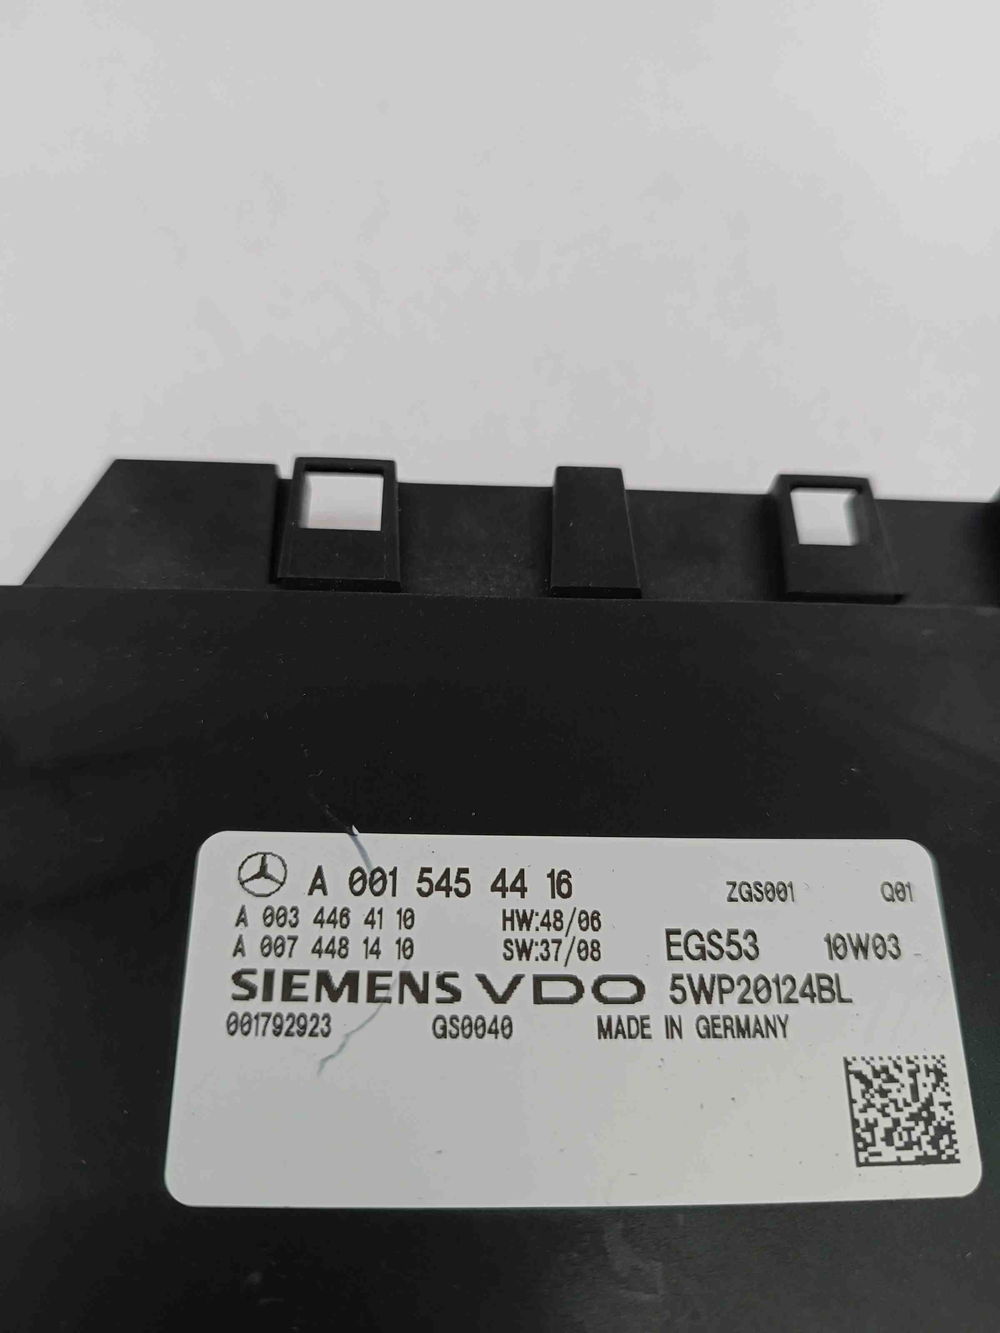 A 001 545 44 16 ZGS001 Q01
A 003 446 41 10 HW:48/06
A 007 448 14 10 SW:37/08 EGS53 10W03
SIEMENS VDO 5WP20124BL
001792923 GS0040 MADE IN GERMANY